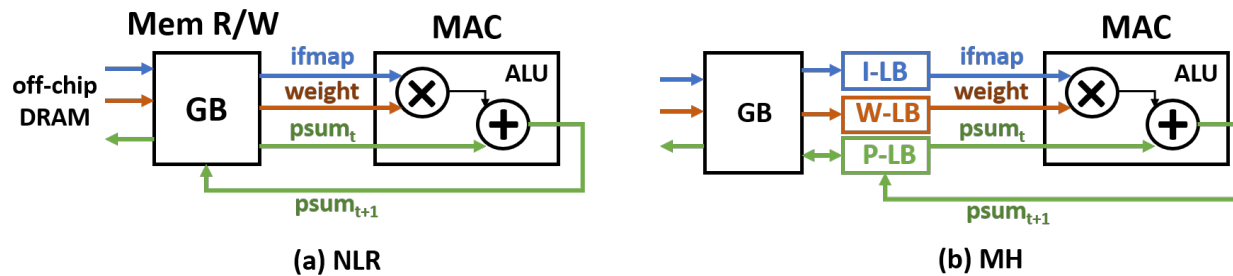 Mem R/W
MAC
off-chip
DRAM
GB
ifmap
weight
psumt
ALU
psumt+1
(a) NLR
MAC
GB
I-LB
W-LB
P-LB
ifmap
weight
psumt
ALU
psumt+1
(b) MH